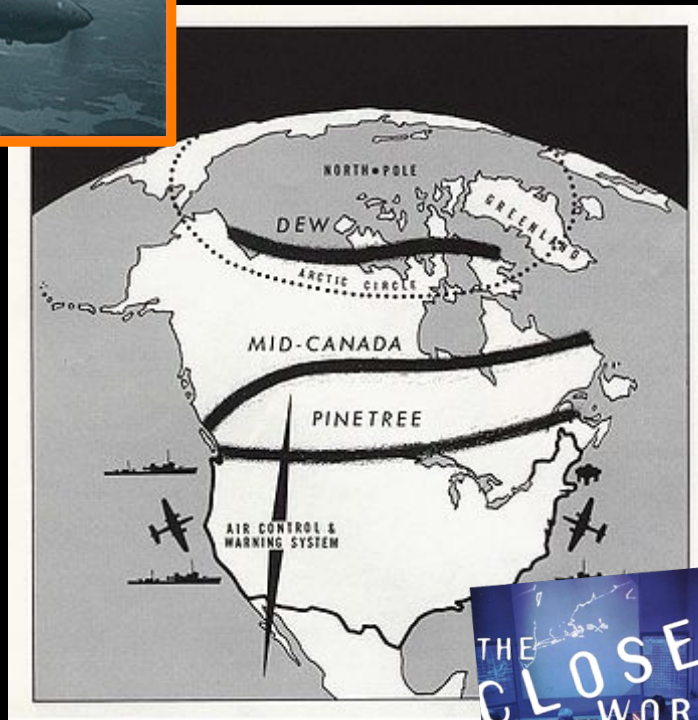 NORTH POLE
DEW
GREENLAND
ARCTIC CIRCLE
MID-CANADA
PINETREE
AIR CONTROL &
WARNING SYSTEM
THE
CLOSE
WOR